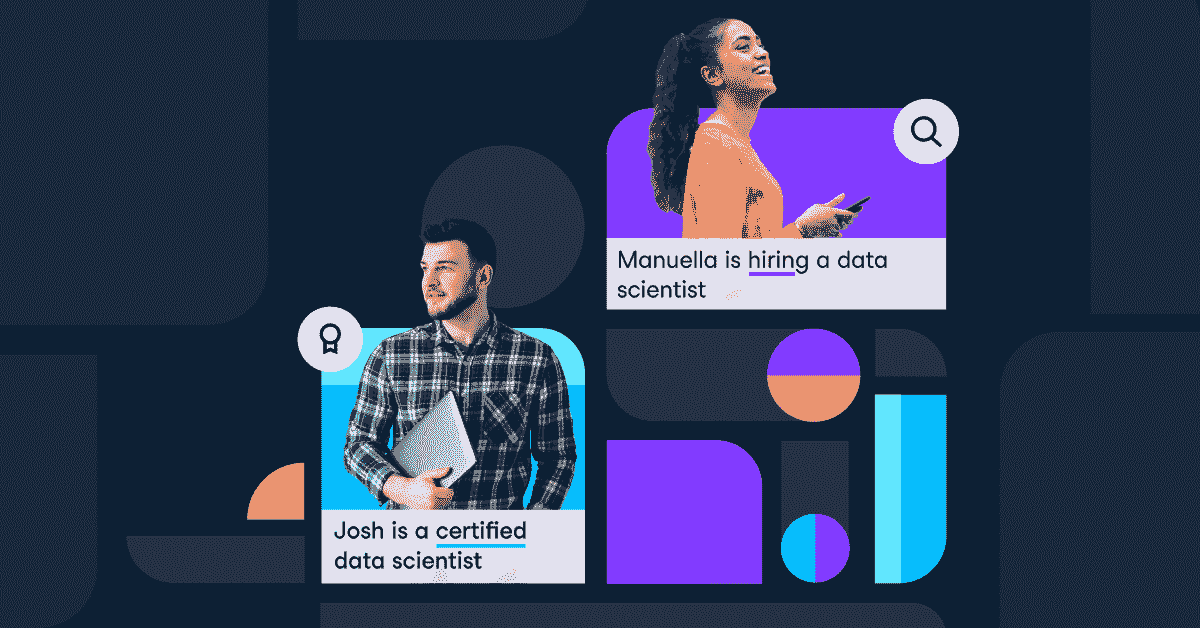 Manuella is hiring a data
scientist
Josh is a certified
data scientist